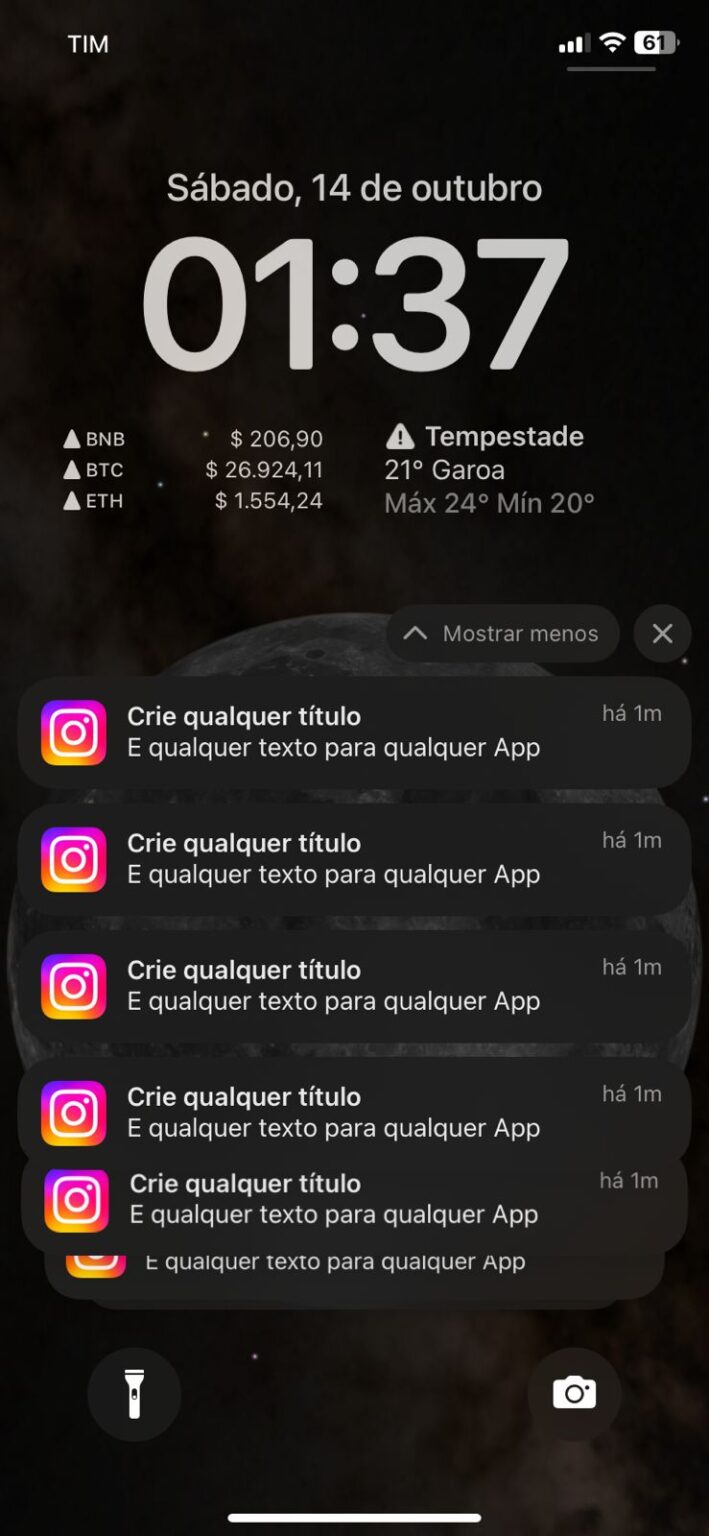 TIM
61
Sábado, 14 de outubro
01:37
BNB $ 206,90
BTC $ 26.924,11
ETH $ 1.554,24
Tempestade
21° Garoa
Máx 24° Mín 20°
Mostrar menos
Crie qualquer título
há 1m
E qualquer texto para qualquer App
Crie qualquer título
há 1m
E qualquer texto para qualquer App
Crie qualquer título
há 1m
E qualquer texto para qualquer App
Crie qualquer título
há 1m
E qualquer texto para qualquer App
Crie qualquer título
há 1m
E qualquer texto para qualquer App
E qualquer texto para qualquer App